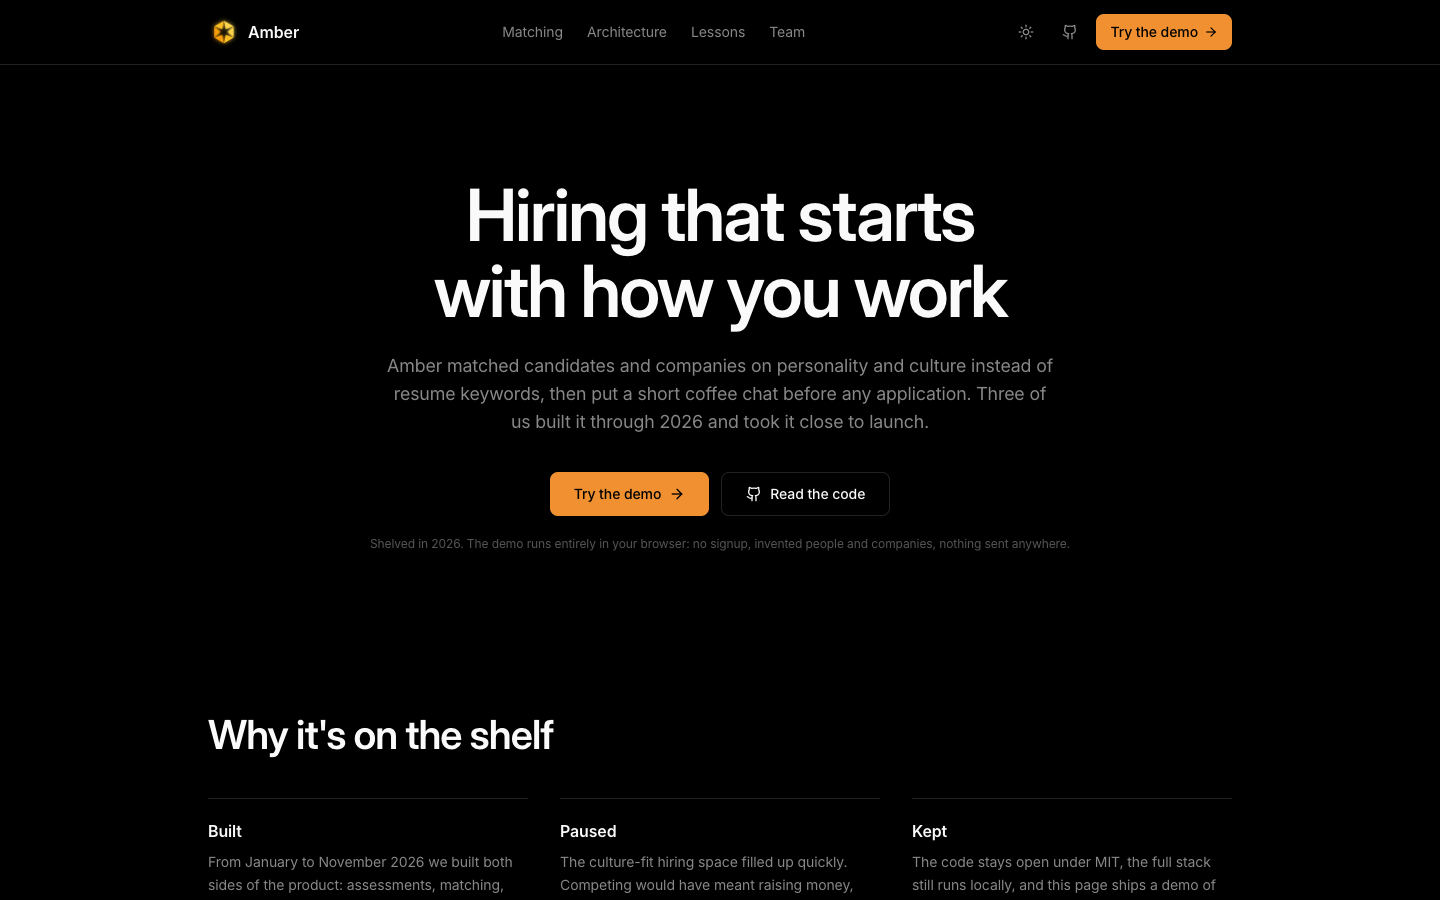 Amber
Matching
Architecture
Lessons
Team
Try the demo
Hiring that starts
with how you work
Amber matched candidates and companies on personality and culture instead of
resume keywords, then put a short coffee chat before any application. Three of
us built it through 2026 and took it close to launch.
Try the demo
Read the code
Shelved in 2026. The demo runs entirely in your browser: no signup, invented people and companies, nothing sent anywhere.
Why it's on the shelf
Built
From January to November 2026 we built both
sides of the product: assessments, matching,
Paused
The culture-fit hiring space filled up quickly.
Competing would have meant raising money,
Kept
The code stays open under MIT, the full stack
still runs locally, and this page ships a demo of